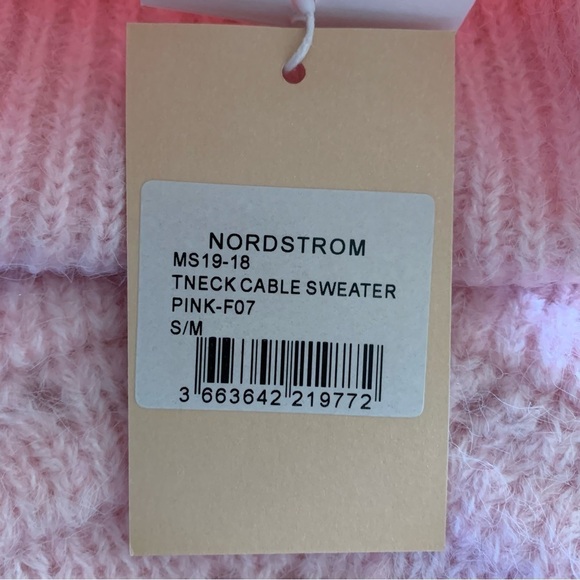 NORDSTROM
MS19-18
TNECK CABLE SWEATER
PINK-F07
S/M
3 663642 219772